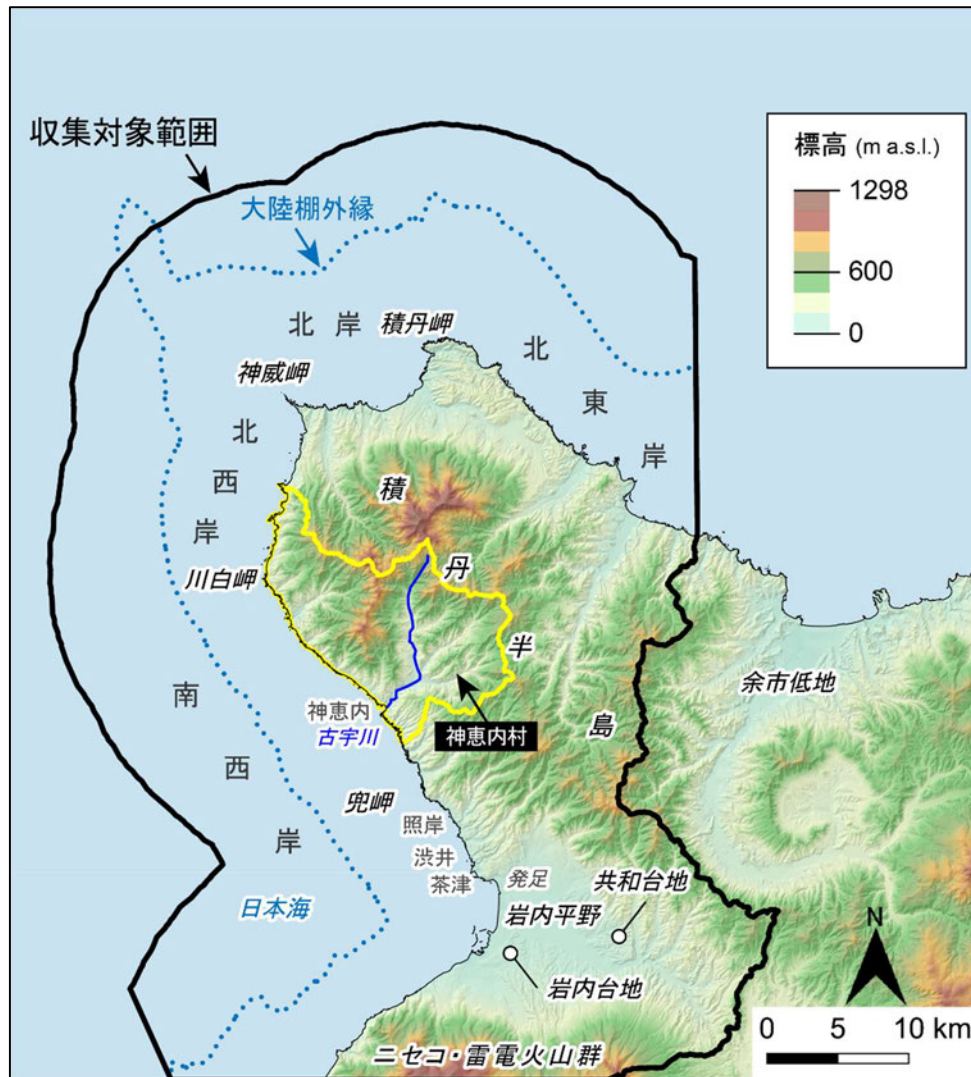 収集対象範囲
標高 (m a.s.l.)
1298
600
0
大陸棚外縁
北岸
積丹岬
神威岬
北東岸
北西岸
積丹半島
川白岬
南西岸
神恵内
古宇川
神恵内村
余市低地
兜岬
照岸
渋井
茶津
発足
共和台地
岩内平野
日本海
岩内台地
N
0 5 10 km
ニセコ・雷電火山群